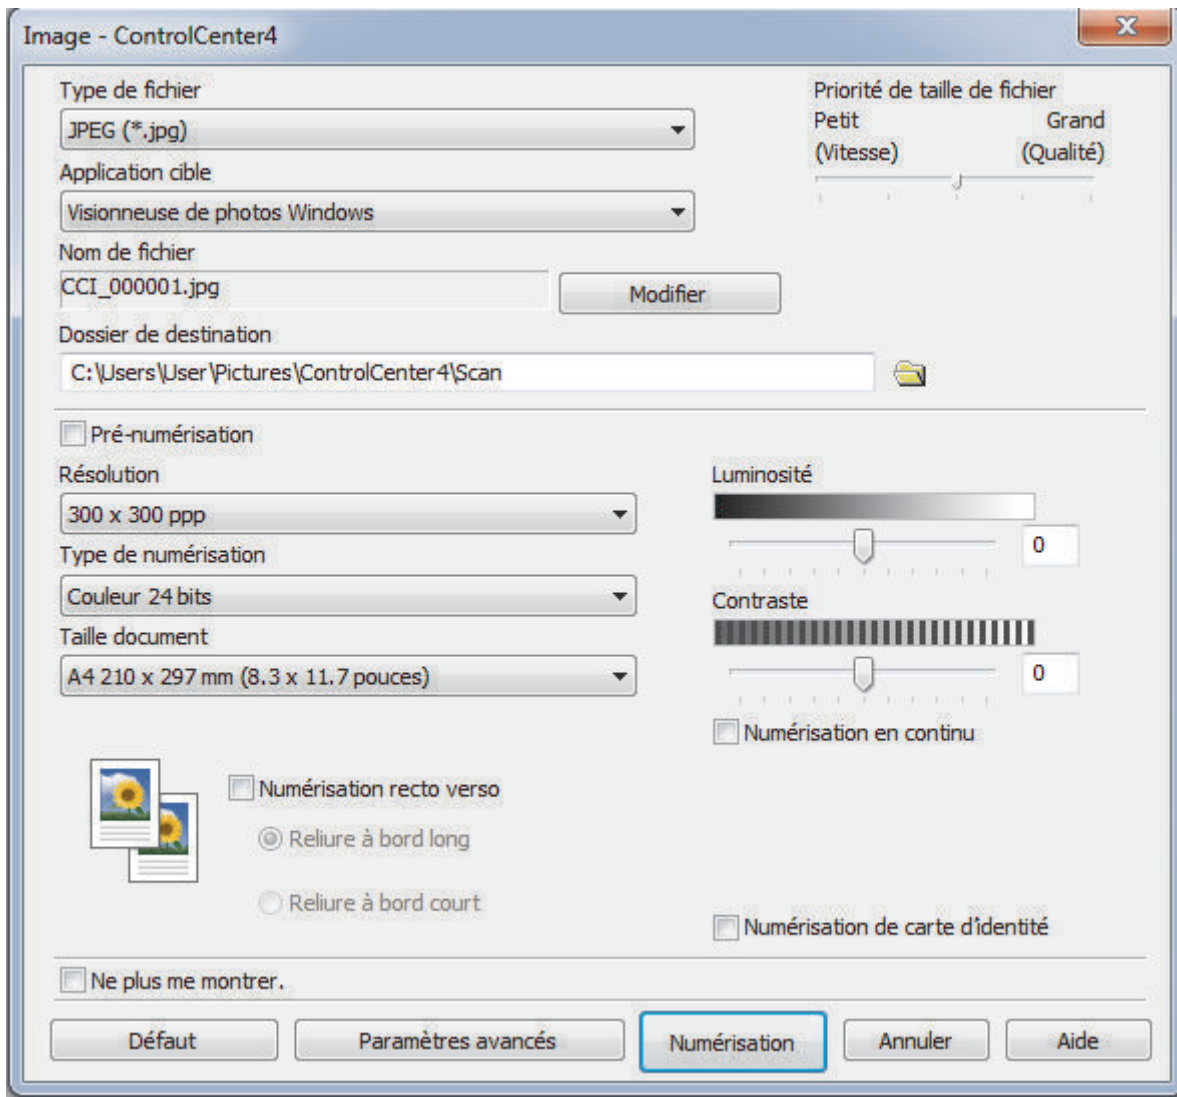 Image - ControlCenter4
Type de fichier
JPEG (*.jpg)
Application cible
Visionneuse de photos Windows
Nom de fichier
CCI_000001.jpg
Modifier
Dossier de destination
C:\Users\User\Pictures\ControlCenter4\Scan
Priorité de taille de fichier
Petit Grand
(Vitesse) (Qualité)
Pré-numérisation
Résolution
300 x 300 ppp
Type de numérisation
Couleur 24 bits
Taille document
A4 210 x 297 mm (8.3 x 11.7 pouces)
Luminosité
0
Contraste
0
Numérisation en continu
Numérisation recto verso
Reliure à bord long
Reliure à bord court
Numérisation de carte d'identité
Ne plus me montrer.
Défaut Paramètres avancés Numérisation Annuler Aide